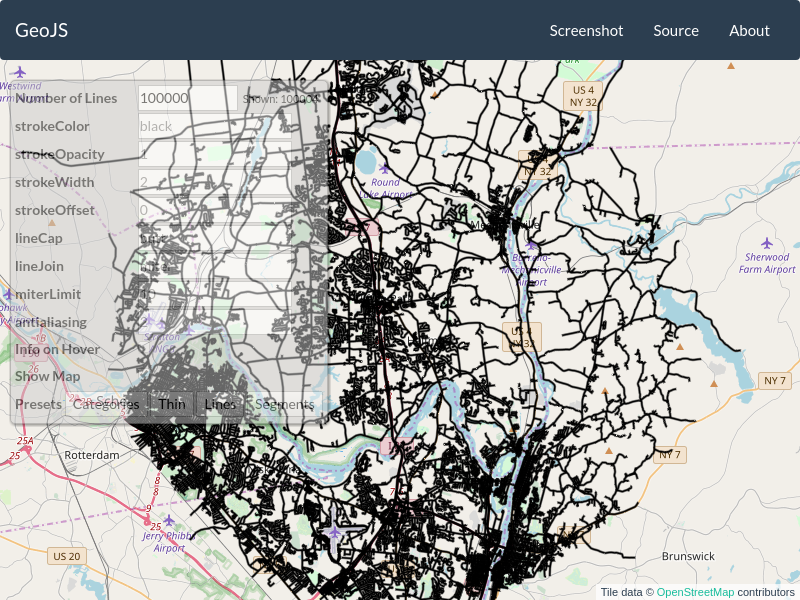 GeoJS
Screenshot
Source
About
Number of Lines
100000
strokeColor
black
strokeOpacity
1
strokeWidth
2
strokeOffset
0
lineCap
lineJoin
miterLimit
antialiasing
Info on Hover
Show Map
Presets
Categories
Thin
Lines
Segments
US 4
NY 32
NY 32
Round
Lake Airport
Airport
Sherwood
Farm Airport
US 4
NY 32
NY 7
NY 7
25A
25
Rotterdam
8
8
9
25
Jerry Phibbs
Airport
US 20
Brunswick
Tile data © OpenStreetMap contributors